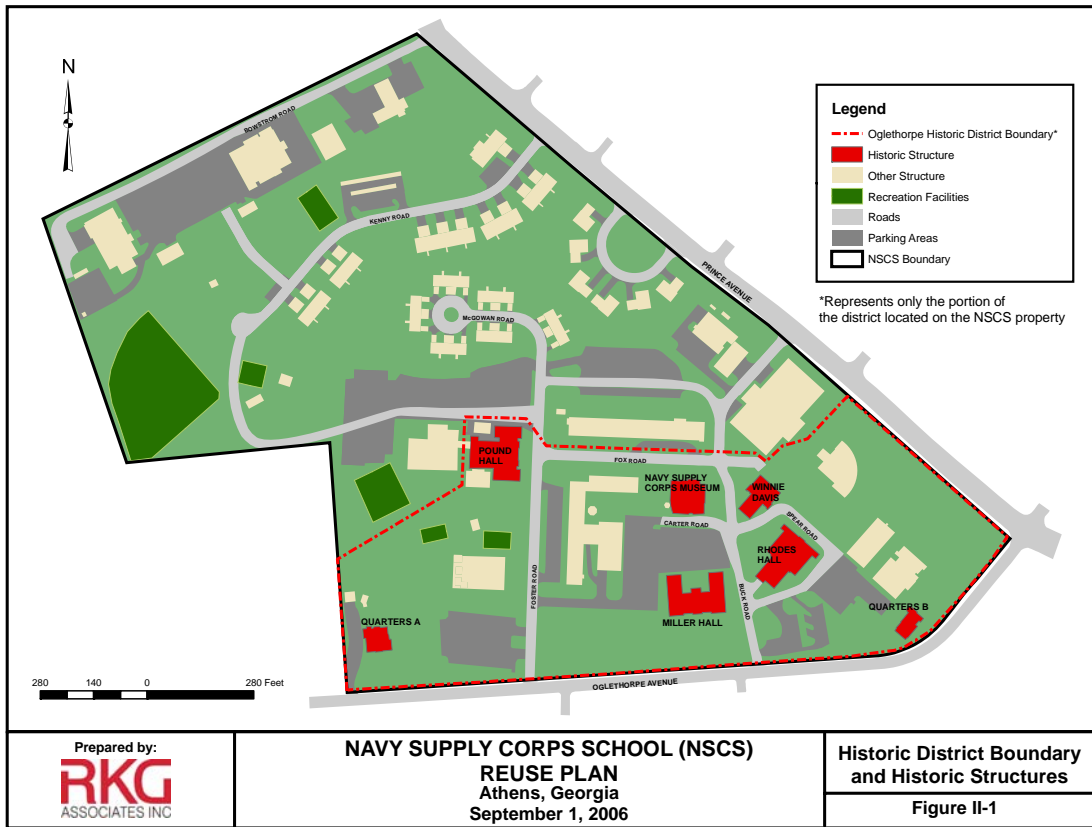 N
BOWSTROM ROAD
KENNY ROAD
McGOWAN ROAD
PRINCE AVENUE
POUND
HALL
FOX ROAD
NAVY SUPPLY
CORPS MUSEUM
WINNIE
DAVIS
CARTER ROAD
SPEAR ROAD
RHODES
HALL
FOSTER ROAD
BUCK ROAD
QUARTERS A
MILLER HALL
QUARTERS B
OGLETHORPE AVENUE
280 140 0 280 Feet
Legend
Oglethorpe Historic District Boundary*
Historic Structure
Other Structure
Recreation Facilities
Roads
Parking Areas
NSCS Boundary
*Represents only the portion of
the district located on the NSCS property
Prepared by:
RKG
ASSOCIATES INC
NAVY SUPPLY CORPS SCHOOL (NSCS)
REUSE PLAN
Athens, Georgia
September 1, 2006
Historic District Boundary
and Historic Structures
Figure II-1